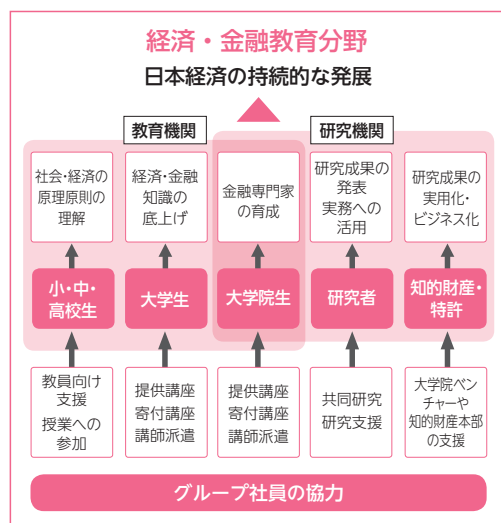 経済・金融教育分野
日本経済の持続的な発展
教育機関
研究機関
社会・経済の
原理原則の
理解
経済・金融
知識の
底上げ
金融専門家
の育成
研究成果の
発表
実務への
活用
研究成果の
実用化・
ビジネス化
小・中・
高校生
大学生
大学院生
研究者
知的財産・
特許
教員向け
支援
授業への
参加
提供講座
寄付講座
講師派遣
提供講座
寄付講座
講師派遣
共同研究
研究支援
大学院ベン
チャーや
知的財産本部
の支援
グループ社員の協力